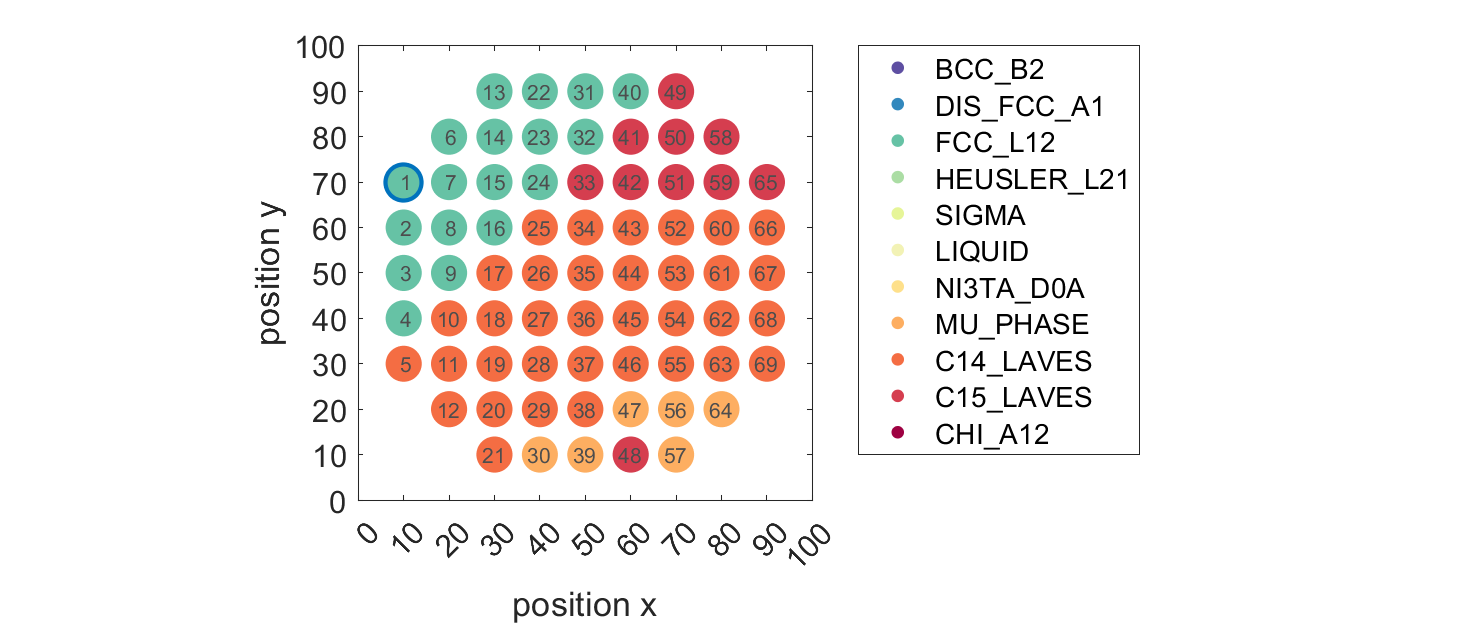 100
90
80
70
60
50
40
30
20
10
0
position y
13 22 31 40 49
6 14 23 32 41 50 58
1 7 15 24 33 42 51 59 65
2 8 16 25 34 43 52 60 66
3 9 17 26 35 44 53 61 67
4 10 18 27 36 45 54 62 68
5 11 19 28 37 46 55 63 69
12 20 29 38 47 56 64
21 30 39 48 57
0 10 20 30 40 50 60 70 80 90 100
position x
BCC_B2
DIS_FCC_A1
FCC_L12
HEUSLER_L21
SIGMA
LIQUID
NI3TA_D0A
MU_PHASE
C14_LAVES
C15_LAVES
CHI_A12